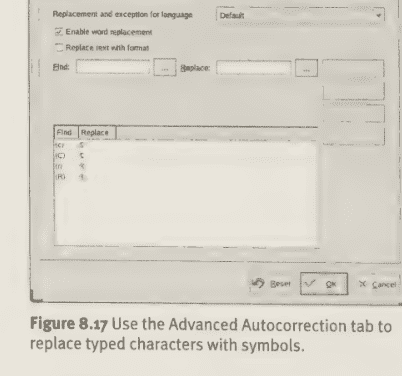 Replacement and exception for language Default
Enable word replacement
Replace text with format
Find: ... Replace: ...
Find Replace
(c)
(C)
(r)
(R)
Reset OK Cancel
Figure 8.17 Use the Advanced Autocorrection tab to
replace typed characters with symbols.